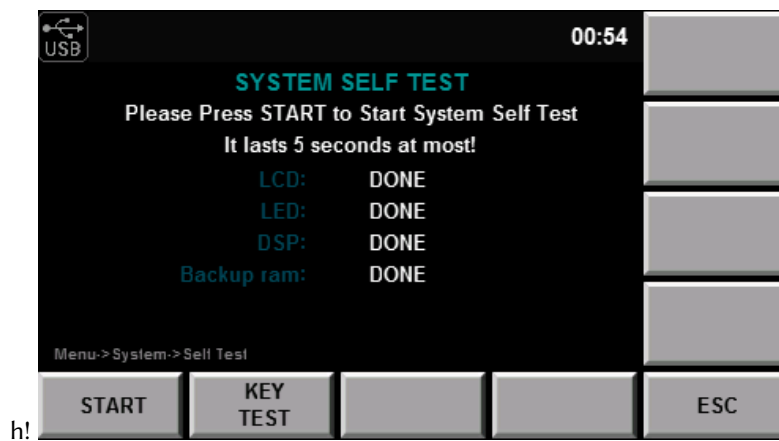 USB
00:54
SYSTEM SELF TEST
Please Press START to Start System Self Test
It lasts 5 seconds at most!
LCD: DONE
LED: DONE
DSP: DONE
Backup ram: DONE
Menu->System->Self Test
START
KEY
TEST
ESC
h!